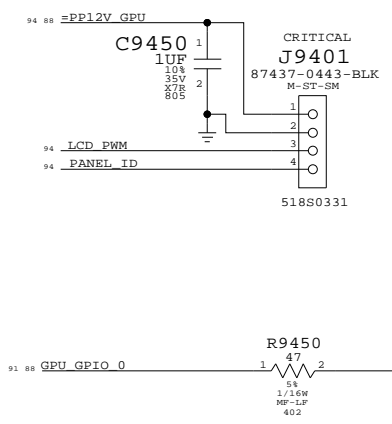 94 88 =PP12V_GPU
CRITICAL
C9450 1
J9401
1UF
87437-0443-BLK
10%
M-ST-SM
35V
X7R 2
805
1
2
3
4
94 LCD_PWM
94 PANEL_ID
518S0331
R9450
47
91 88 GPU_GPIO_0
1 2
5%
1/16W
MF-LF
402